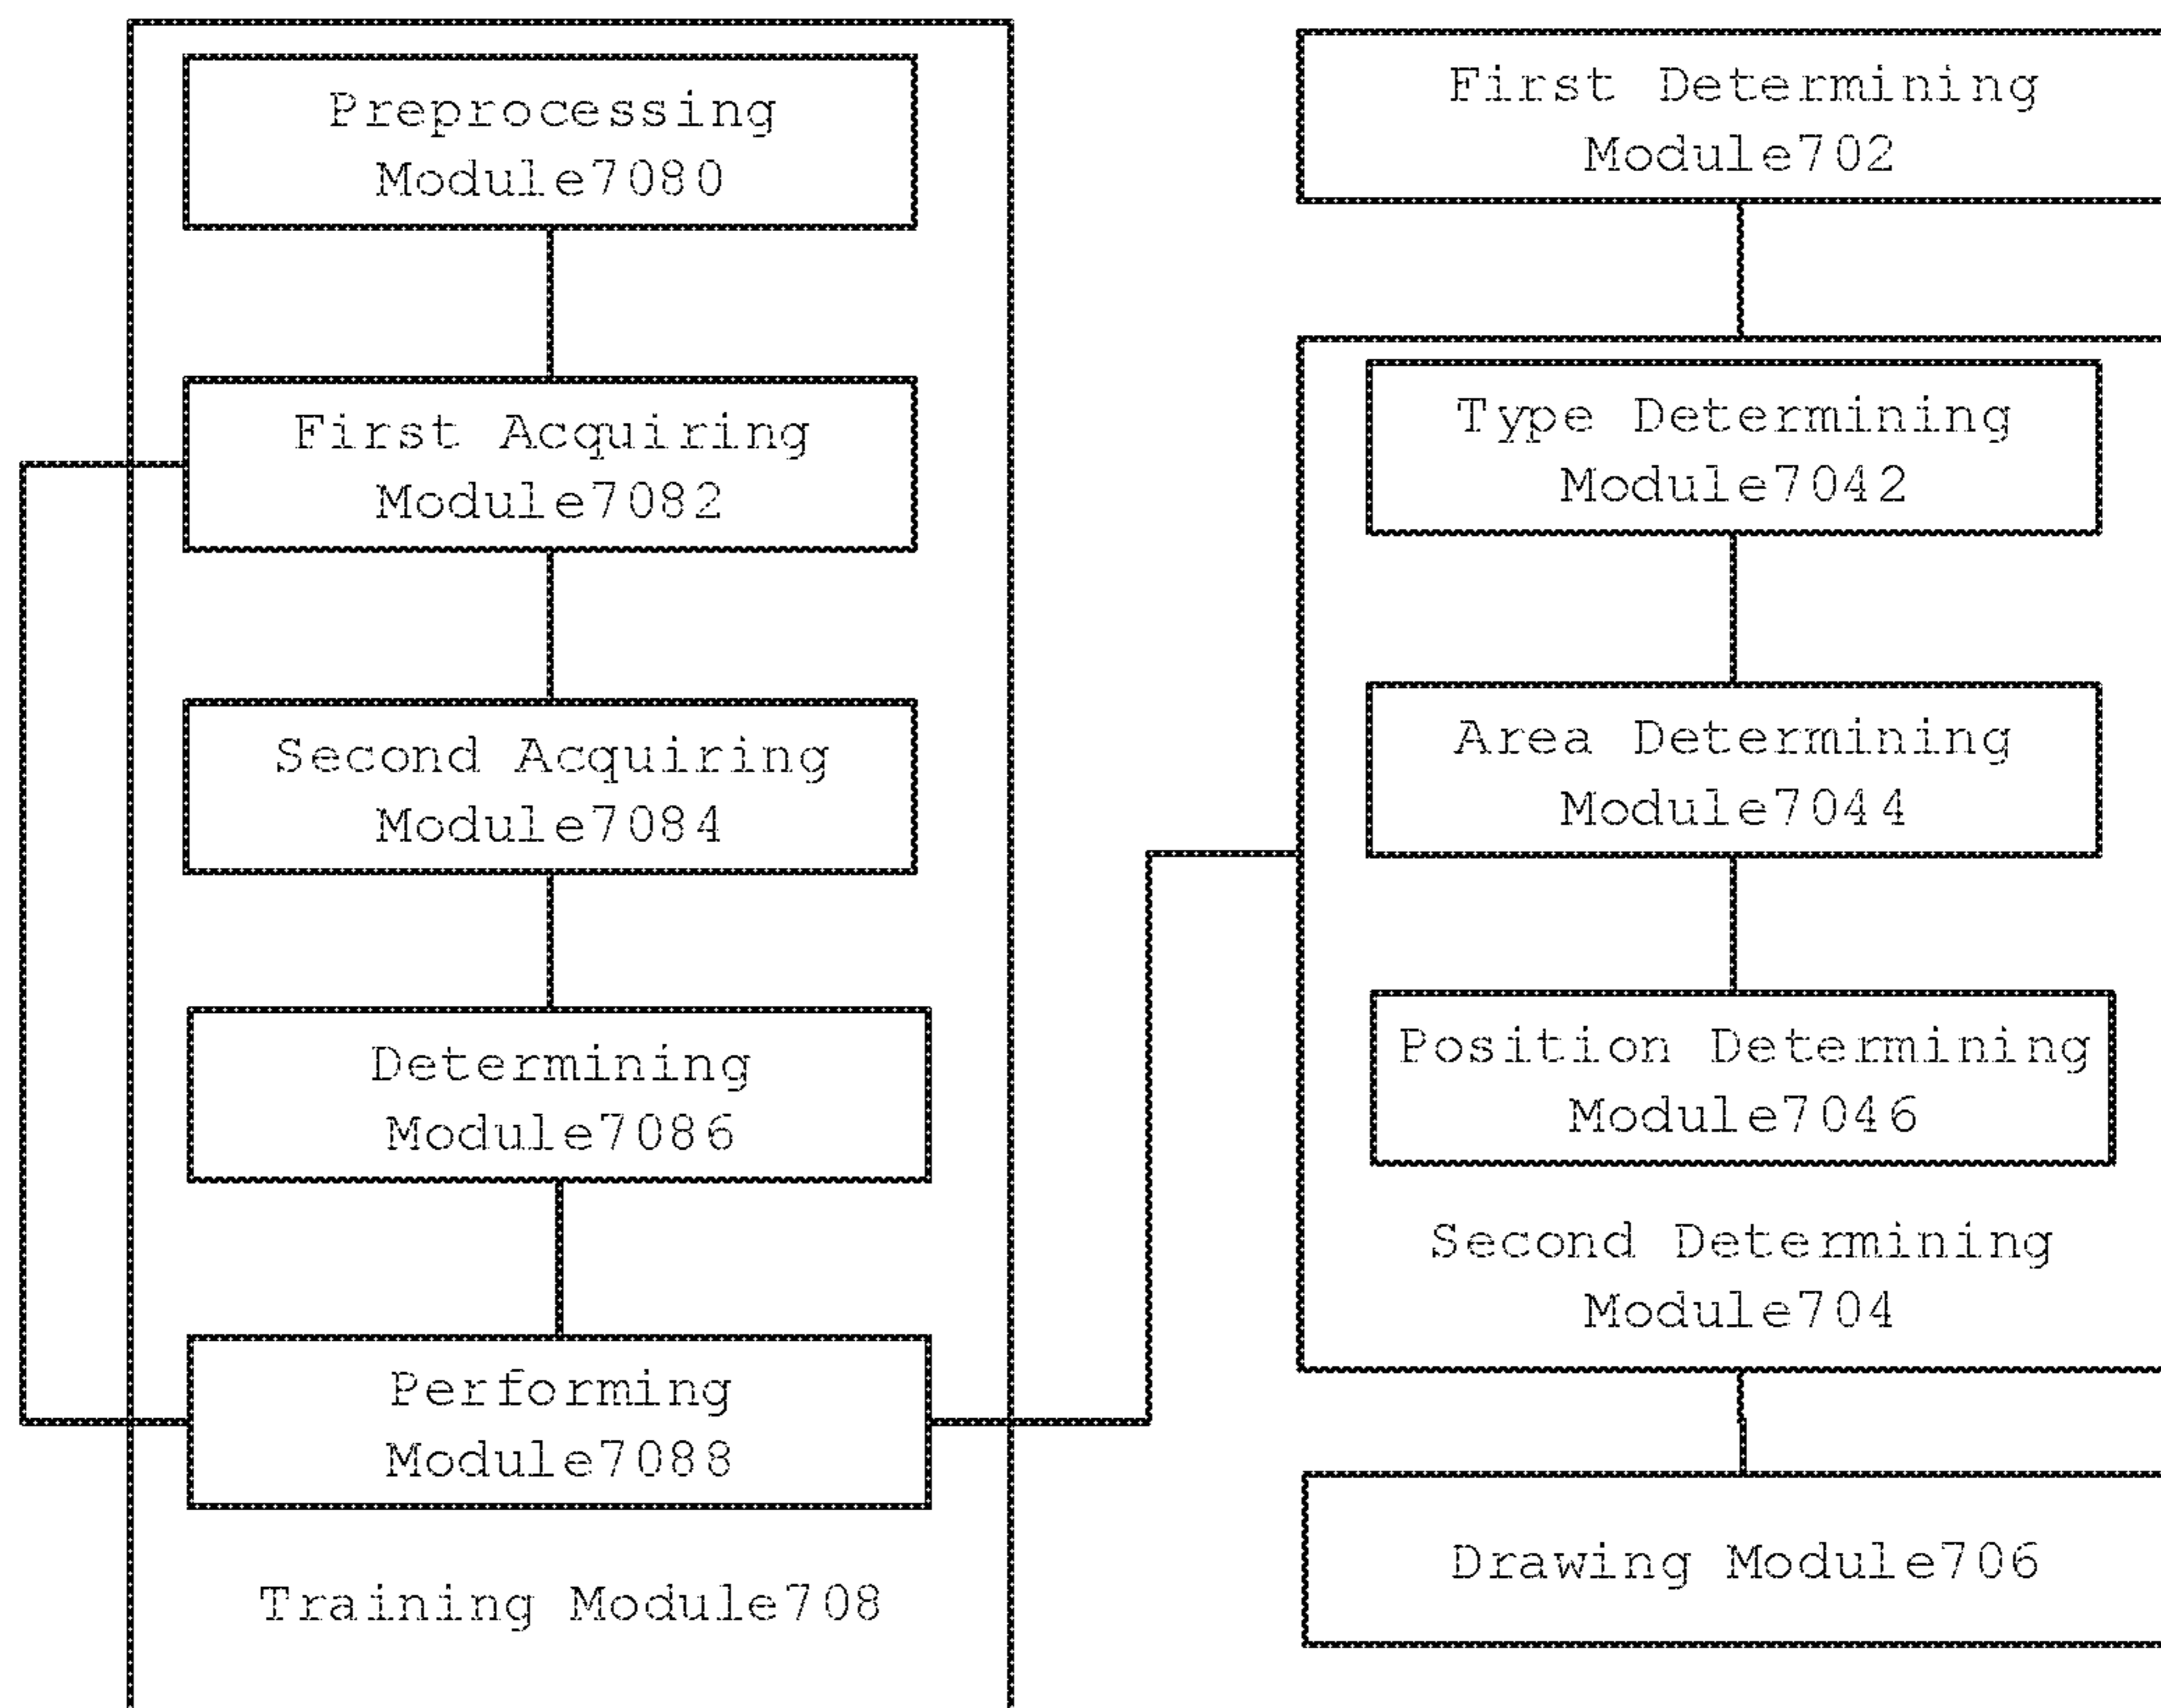 Preprocessing
Module7080
First Acquiring
Module7082
Second Acquiring
Module7084
Determining
Module7086
Performing
Module7088
Training Module708
First Determining
Module702
Type Determining
Module7042
Area Determining
Module7044
Position Determining
Module7046
Second Determining
Module704
Drawing Module706